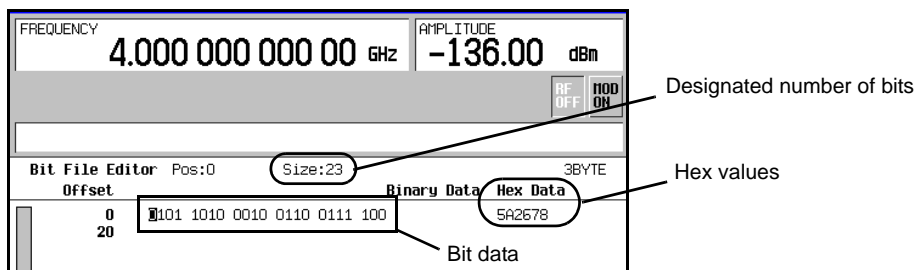 FREQUENCY
4.000 000 000 00 GHz
AMPLITUDE
-136.00 dBm
RF OFF
MOD ON
Designated number of bits
Bit File Editor Pos:0 Size:23 3BYTE
Hex values
Offset Binary Data Hex Data
0 0101 1010 0010 0110 0111 100 5A2678
20
Bit data